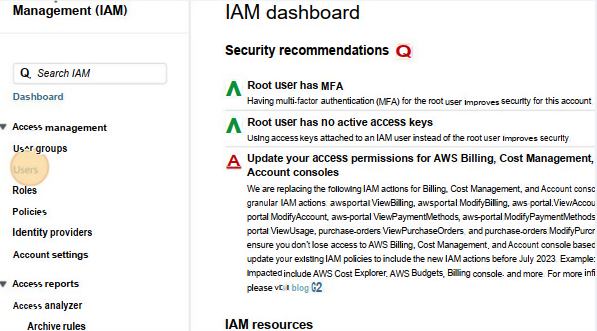 Management (IAM)
Search IAM
Dashboard
Access management
User groups
Users
Roles
Policies
Identity providers
Account settings
Access reports
Access analyzer
Archive rules
IAM dashboard
Security recommendations
Root user has MFA
Having multi-factor authentication (MFA) for the root user improves security for this account
Root user has no active access keys
Using access keys attached to an IAM user instead of the root user improves security
Update your access permissions for AWS Billing, Cost Management,
Account consoles
We are replacing the following IAM actions for Billing, Cost Management, and Account consc
granular IAM actions awsportal ViewBilling, awsportal ModifyBilling, aws portal.ViewAccou
portal ModifyAccount, aws-portal ViewPaymentMethods, aws-portal ModifyPaymentMethods
portal ViewUsage, purchase-orders ViewPurchaseOrders, and purchase-orders ModifyPurcr
ensure you don't lose access to AWS Billing, Cost Management, and Account console based
update your existing IAM policies to include the new IAM actions before July 2023. Example:
Impacted include AWS Cost Explorer, AWS Budgets, Billing console- and more. For more infi
please blog
IAM resources